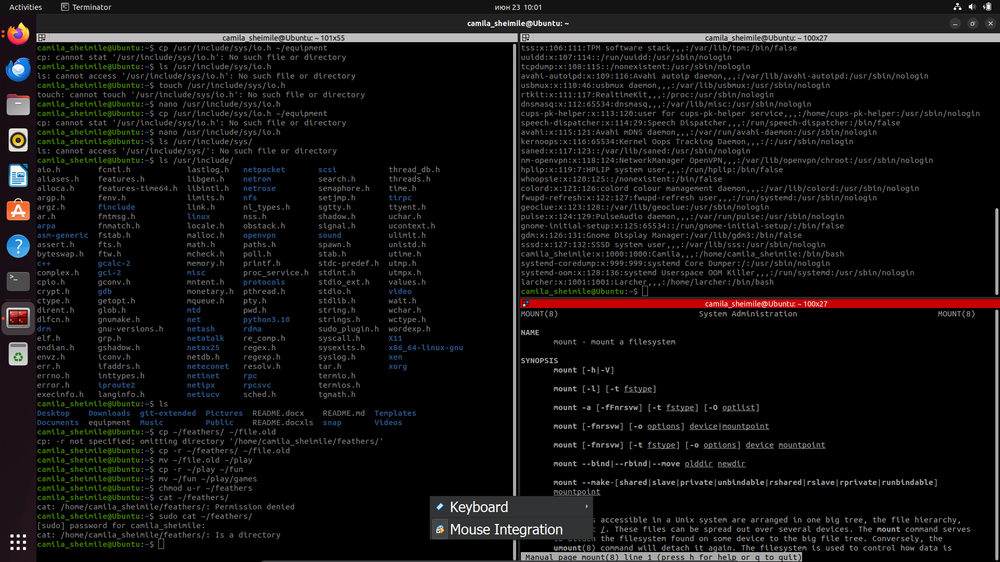 Activities
Terminator
июн 23 10:01
camila_sheimile@Ubuntu: ~
camila_sheimile@Ubuntu: ~ 101x55
camila_sheimile@Ubuntu:~$ cp /usr/include/sys/io.h ~/equipment
cp: cannot stat '/usr/include/sys/io.h': No such file or directory
camila_sheimile@Ubuntu:~$ ls /usr/include/sys/io.h
ls: cannot access '/usr/include/sys/io.h': No such file or directory
camila_sheimile@Ubuntu:~$ touch /usr/include/sys/io.h
touch: cannot touch '/usr/include/sys/io.h': No such file or directory
camila_sheimile@Ubuntu:~$ nano /usr/include/sys/io.h
camila_sheimile@Ubuntu:~$ cp /usr/include/sys/io.h ~/equipment
cp: cannot stat '/usr/include/sys/io.h': No such file or directory
camila_sheimile@Ubuntu:~$ nano /usr/include/sys/io.h
camila_sheimile@Ubuntu:~$ ls /usr/include/sys/
ls: cannot access '/usr/include/sys/': No such file or directory
camila_sheimile@Ubuntu:~$ ls /usr/include/
aio.h fcntl.h lastlog.h netpacket scsi thread_db.h
aliases.h features.h libgen.h netrom search.h threads.h
alloca.h features-time64.h libintl.h netrose semaphore.h time.h
argp.h fenv.h limits.h nfs setjmp.h tirpc
argz.h finclude link.h nl_types.h sgtty.h ttyent.h
ar.h fmtmsg.h linux nss.h shadow.h uchar.h
arpa fnmatch.h locale.h obstack.h signal.h ucontext.h
asm-generic fstab.h malloc.h openvpn sound ulimit.h
assert.h fts.h math.h paths.h spawn.h unistd.h
byteswap.h ftw.h mcheck.h poll.h stab.h utime.h
c++ gcalc-2 memory.h printf.h stdc-predef.h utmp.h
complex.h gci-2 misc proc_service.h stdint.h utmpx.h
cpio.h gconv.h mntent.h protocols stdio_ext.h values.h
crypt.h gdb monetary.h pthread.h stdio.h video
ctype.h getopt.h mqueue.h pty.h stdlib.h wait.h
dirent.h glob.h mtd pwd.h string.h wchar.h
dlfcn.h gnumake.h net python3.10 strings.h wctype.h
drm gnu-versions.h netash rdma sudo_plugin.h wordexp.h
elf.h grp.h netatalk re_comp.h syscall.h X11
endian.h gshadow.h netax25 regex.h sysexits.h x86_64-linux-gnu
envz.h iconv.h netdb.h regexp.h syslog.h xen
err.h ifaddrs.h neteconet resolv.h tar.h xorg
errno.h inttypes.h netinet rpc termio.h
error.h iproute2 netipx rpcsvc termios.h
execinfo.h langinfo.h netiucv sched.h tgmath.h
camila_sheimile@Ubuntu:~$ ls
Desktop Downloads git-extended Pictures README.docx README.md Templates
Documents equipment Music Public README.docxls snap Videos
camila_sheimile@Ubuntu:~$ cp ~/feathers/ ~/file.old
cp: -r not specified; omitting directory '/home/camila_sheimile/feathers/'
camila_sheimile@Ubuntu:~$ cp -r ~/feathers/ ~/file.old
camila_sheimile@Ubuntu:~$ mv ~/file.old ~/play
camila_sheimile@Ubuntu:~$ cp -r ~/play ~/fun
camila_sheimile@Ubuntu:~$ mv ~/fun ~/play/games
camila_sheimile@Ubuntu:~$ chmod u-r ~/feathers
camila_sheimile@Ubuntu:~$ cat ~/feathers/
cat: /home/camila_sheimile/feathers/: Permission denied
camila_sheimile@Ubuntu:~$ sudo cat ~/feathers/
[sudo] password for camila_sheimile:
cat: /home/camila_sheimile/feathers/: Is a directory
camila_sheimile@Ubuntu:~$
camila_sheimile@Ubuntu: ~ 100x27
tss:x:106:111:TPM software stack,,,:/var/lib/tpm:/bin/false
uuidd:x:107:114::/run/uuidd:/usr/sbin/nologin
tcpdump:x:108:115::/nonexistent:/usr/sbin/nologin
avahi-autoipd:x:109:116:Avahi autoip daemon,,,:/var/lib/avahi-autoipd:/usr/sbin/nologin
usbmux:x:110:46:usbmux daemon,,,:/var/lib/usbmux:/usr/sbin/nologin
rtkit:x:111:117:RealtimeKit,,,:/proc:/usr/sbin/nologin
dnsmasq:x:112:65534:dnsmasq,,,:/var/lib/misc:/usr/sbin/nologin
cups-pk-helper:x:113:120:user for cups-pk-helper service,,,:/home/cups-pk-helper:/usr/sbin/nologin
speech-dispatcher:x:114:29:Speech Dispatcher,,,:/run/speech-dispatcher:/bin/false
avahi:x:115:121:Avahi mDNS daemon,,,:/var/run/avahi-daemon:/usr/sbin/nologin
kernoops:x:116:65534:Kernel Oops Tracking Daemon,,,:/:/usr/sbin/nologin
saned:x:117:123::/var/lib/saned:/usr/sbin/nologin
nm-openvpn:x:118:124:NetworkManager OpenVPN,,,:/var/lib/openvpn/chroot:/usr/sbin/nologin
hplip:x:119:7:HPLIP system user,,,:/run/hplip:/bin/false
whoopsie:x:120:125::/nonexistent:/bin/false
colord:x:121:126:colord colour management daemon,,,:/var/lib/colord:/usr/sbin/nologin
fwupd-refresh:x:122:127:fwupd-refresh user,,,:/run/systemd:/usr/sbin/nologin
geoclue:x:123:128::/var/lib/geoclue:/usr/sbin/nologin
pulse:x:124:129:PulseAudio daemon,,,:/var/run/pulse:/usr/sbin/nologin
gnome-initial-setup:x:125:65534::/run/gnome-initial-setup/:/bin/false
gdm:x:126:131:Gnome Display Manager:/var/lib/gdm3:/bin/false
sssd:x:127:132:SSSD system user,,,:/var/lib/sss:/usr/sbin/nologin
camila_sheimile:x:1000:1000:Camila,,,:/home/camila_sheimile:/bin/bash
systemd-coredump:x:999:999:systemd Core Dumper:/:/usr/sbin/nologin
systemd-oom:x:128:136:systemd Userspace OOM Killer,,,:/run/systemd:/usr/sbin/nologin
larcher:x:1001:1001:Larcher,,,:/home/larcher:/bin/bash
camila_sheimile@Ubuntu:~$
camila_sheimile@Ubuntu: ~ 100x27
MOUNT(8) System Administration MOUNT(8)
NAME
mount - mount a filesystem
SYNOPSIS
mount [-h|-V]
mount [-l] [-t fstype]
mount -a [-fFnrsvw] [-t fstype] [-O optlist]
mount [-fnrsvw] [-o options] device|mountpoint
mount [-fnrsvw] [-t fstype] [-o options] device mountpoint
mount --bind|--rbind|--move olddir newdir
mount --make-[shared|slave|private|unbindable|rshared|rslave|rprivate|runbindable]
mountpoint
s accessible in a Unix system are arranged in one big tree, the file hierarchy,
/. These files can be spread out over several devices. The mount command serves
to attach the filesystem found on some device to the big file tree. Conversely, the
umount(8) command will detach it again. The filesystem is used to control how data is
Manual page mount(8) line 1 (press h for help or q to quit)
Keyboard
Mouse Integration